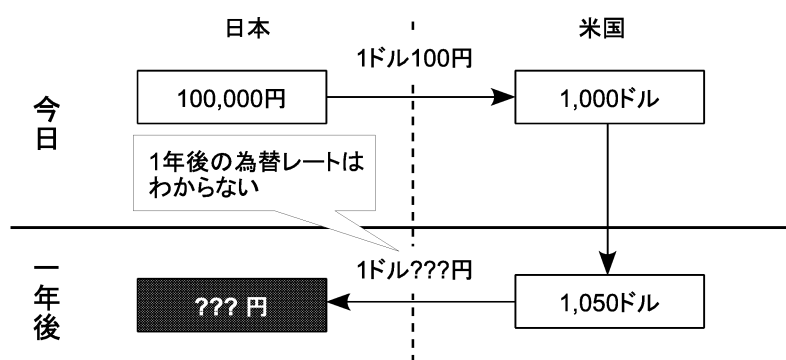 日本
米国
1ドル100円
今日
100,000円
1,000ドル
1年後の為替レートは
わからない
一年後
1ドル???円
??? 円
1,050ドル